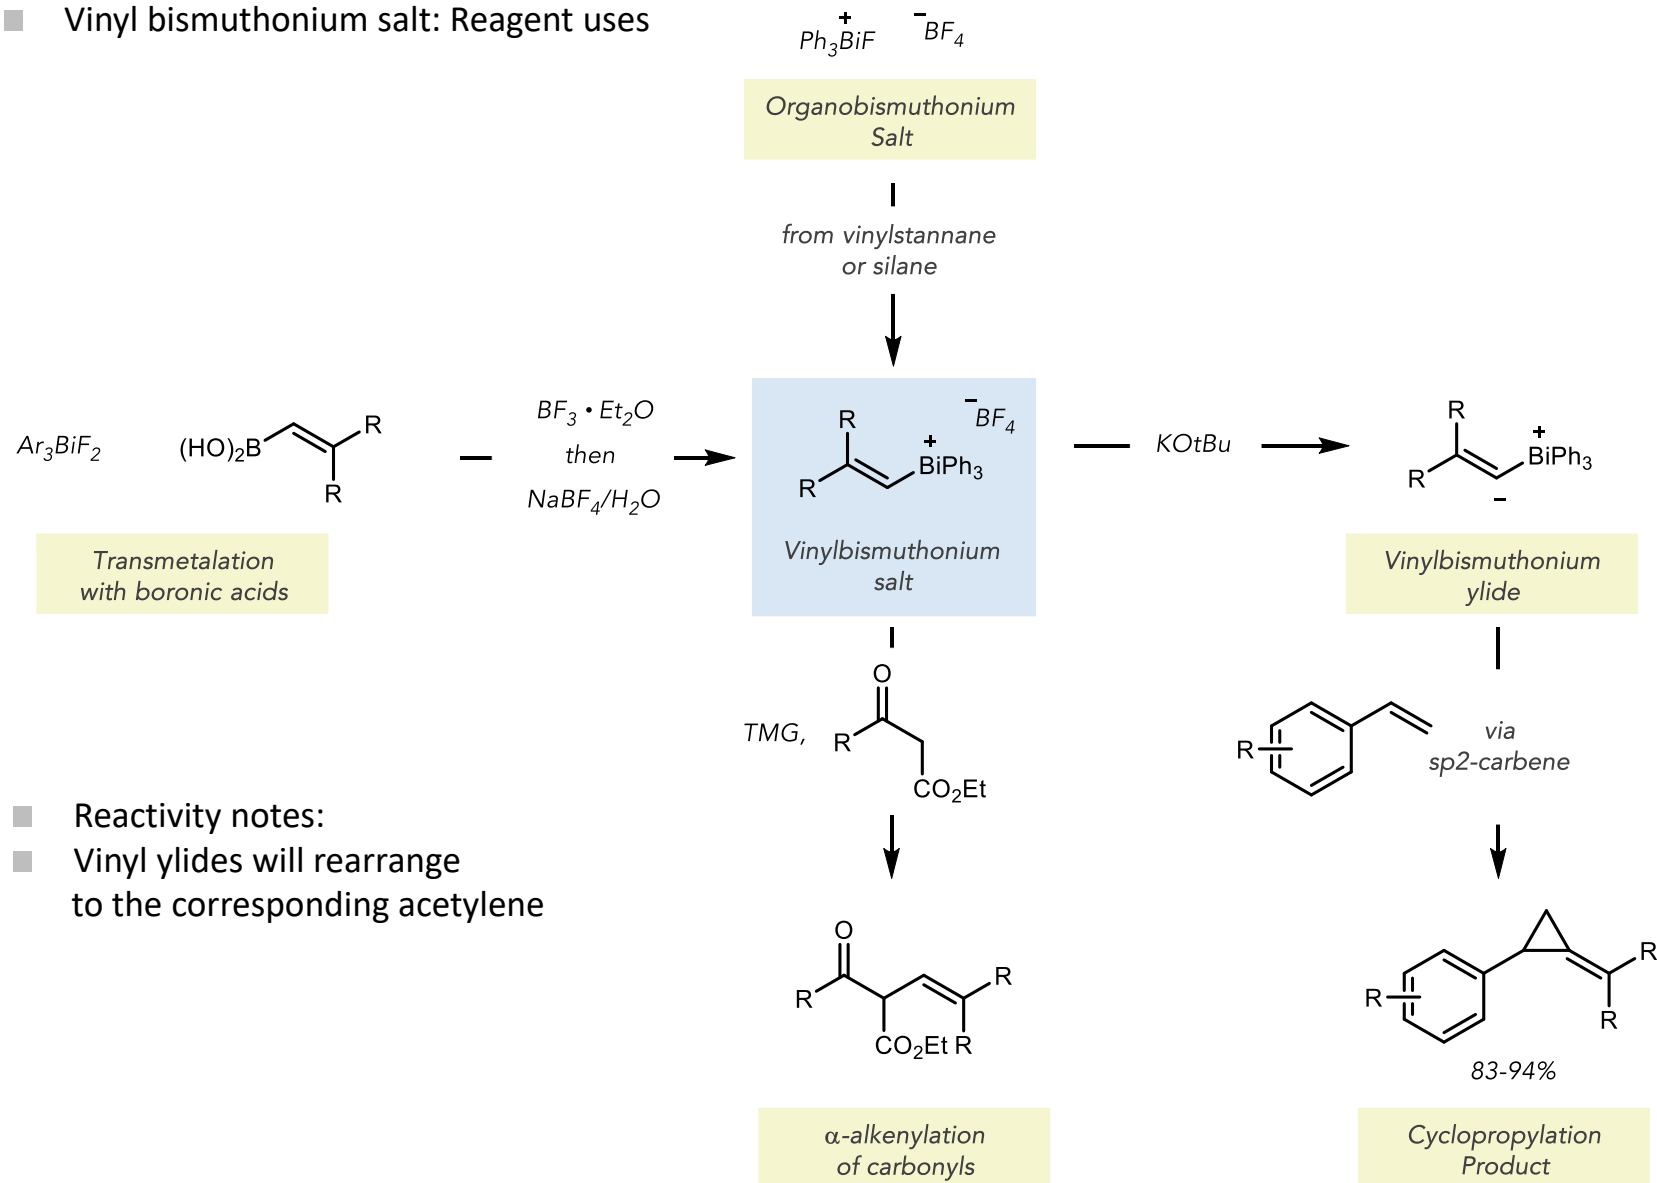 Vinyl bismuthonium salt: Reagent uses
Ph3BiF + −BF4
Organobismuthonium
Salt
from vinylstannane
or silane
Ar3BiF2
(HO)2B
R
R
BF3 • Et2O
then
NaBF4/H2O
R
R
+
BiPh3
−BF4
Vinylbismuthonium
salt
KOtBu
R
R
+
BiPh3
−
Transmetalation
with boronic acids
Vinylbismuthonium
ylide
TMG,
O
R
CO2Et
R
via
sp2-carbene
Reactivity notes:
Vinyl ylides will rearrange
to the corresponding acetylene
O
R
R
CO2Et R
R
R
R
83-94%
α-alkenylation
of carbonyls
Cyclopropylation
Product